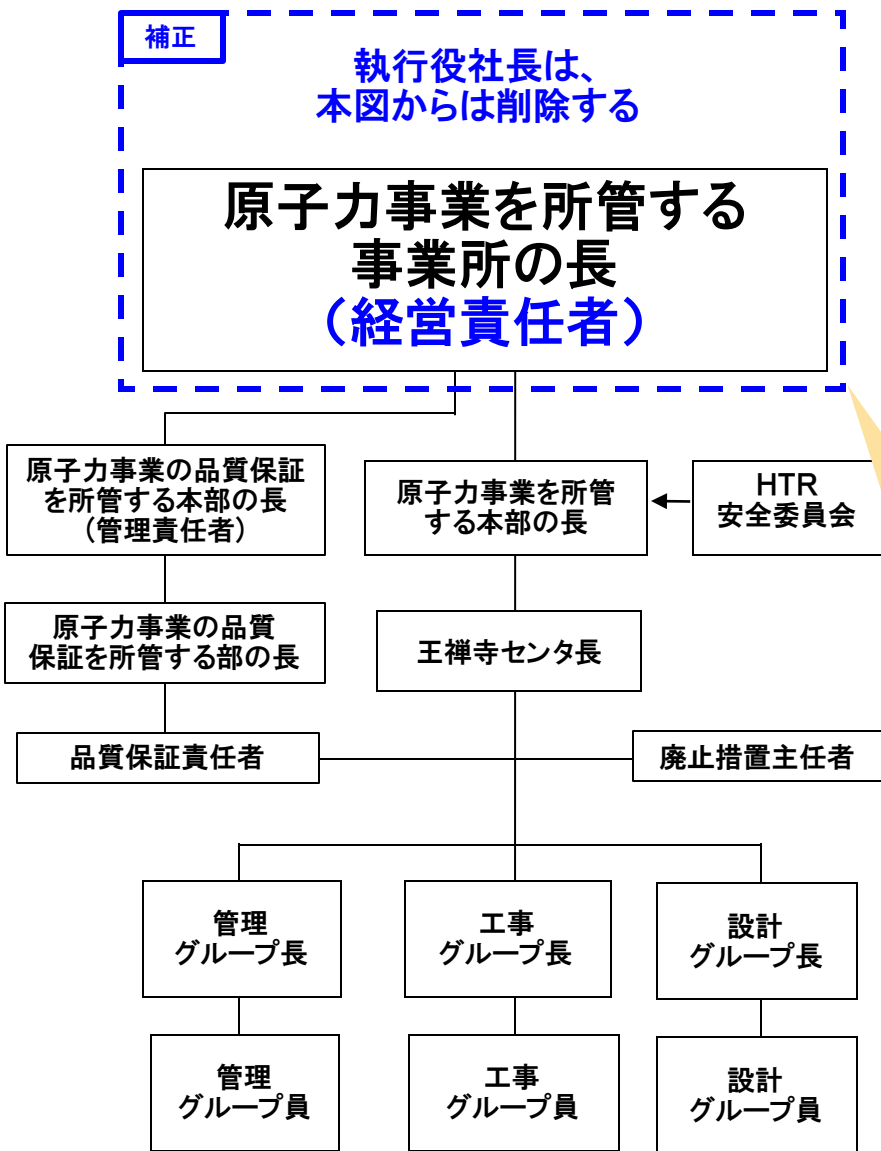 補正
執行役社長は、
本図からは削除する
原子力事業を所管する
事業所の長
（経営責任者）
原子力事業の品質保証
を所管する本部の長
（管理責任者）
原子力事業を所管
する本部の長
HTR
安全委員会
原子力事業の品質
保証を所管する部の長
王禅寺センタ長
品質保証責任者
廃止措置主任者
管理
グループ長
工事
グループ長
設計
グループ長
管理
グループ員
工事
グループ員
設計
グループ員